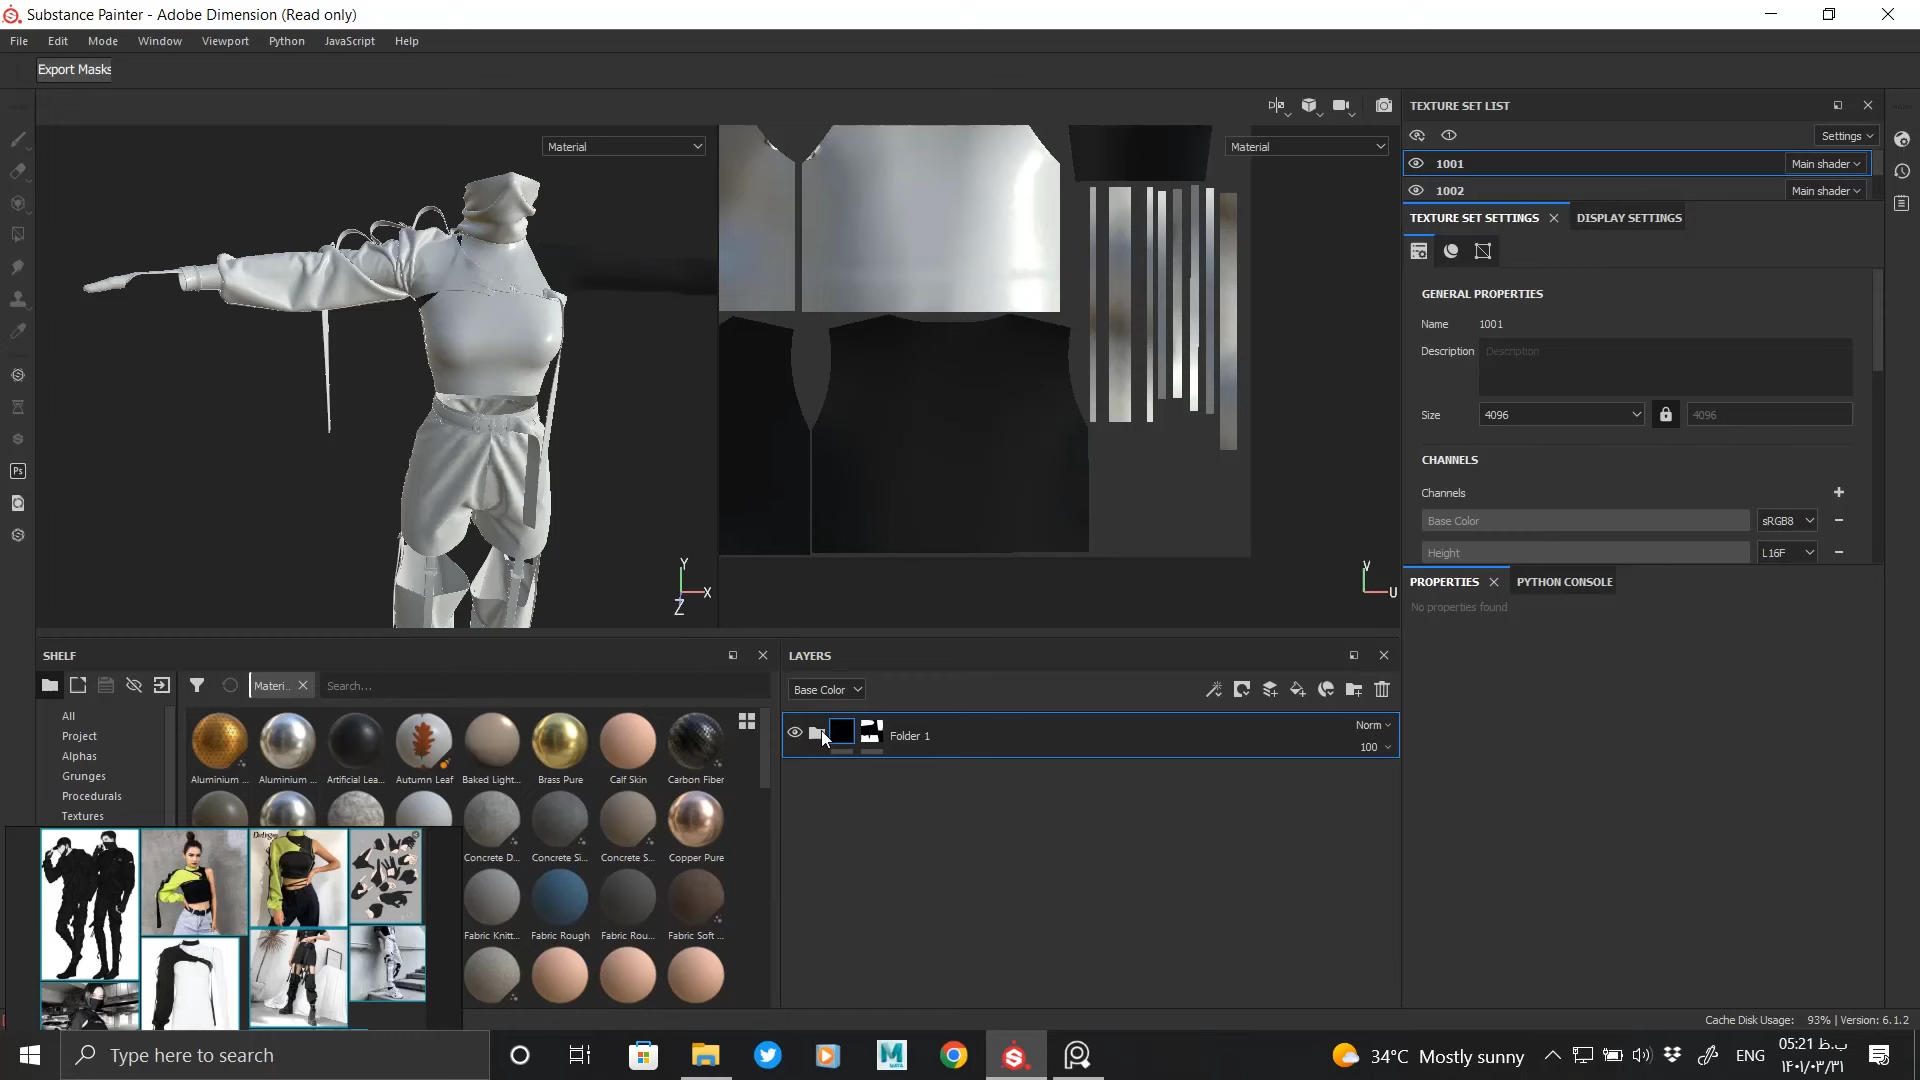 Substance Painter - Adobe Dimension (Read only)
File Edit Mode Window Viewport Python JavaScript Help
Export Masks
Material
Material
TEXTURE SET LIST
Settings
1001 Main shader
1002 Main shader
TEXTURE SET SETTINGS DISPLAY SETTINGS
GENERAL PROPERTIES
Name 1001
Description Description
Size 4096 4096
CHANNELS
Channels
Base Color sRGB8
Height L16F
PROPERTIES PYTHON CONSOLE
No properties found
Y
X
Z
V
U
SHELF
Materi..
Search...
All
Project
Alphas
Grunges
Procedurals
Textures
Aluminium ... Aluminium ... Artificial Lea... Autumn Leaf Baked Light... Brass Pure Calf Skin Carbon Fiber
Concrete D... Concrete Si... Concrete S... Copper Pure
Fabric Knitt... Fabric Rough Fabric Rou... Fabric Soft ...
LAYERS
Base Color
Folder 1
Norm
100
Ps
Cache Disk Usage: 93% | Version: 6.1.2
Type here to search
MAYA
34°C Mostly sunny
ENG
05:21 ب.ظ
۱۴۰۱/۰۳/۳۱